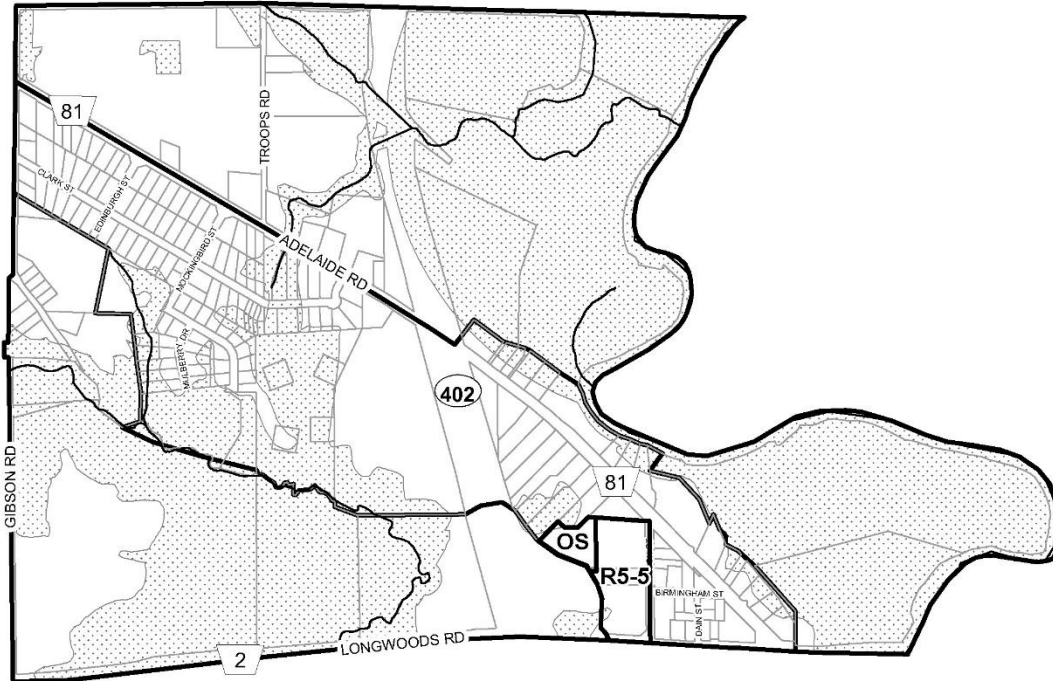 81
TROOPS RD
CLARK ST
EDINBURGH ST
MOCKINGBIRD ST
ADELAIDE RD
MULBERRY DR
402
GIBSON RD
81
OS
R5-5
BIRMINGHAM ST
DAIN ST
LONGWOODS RD
2